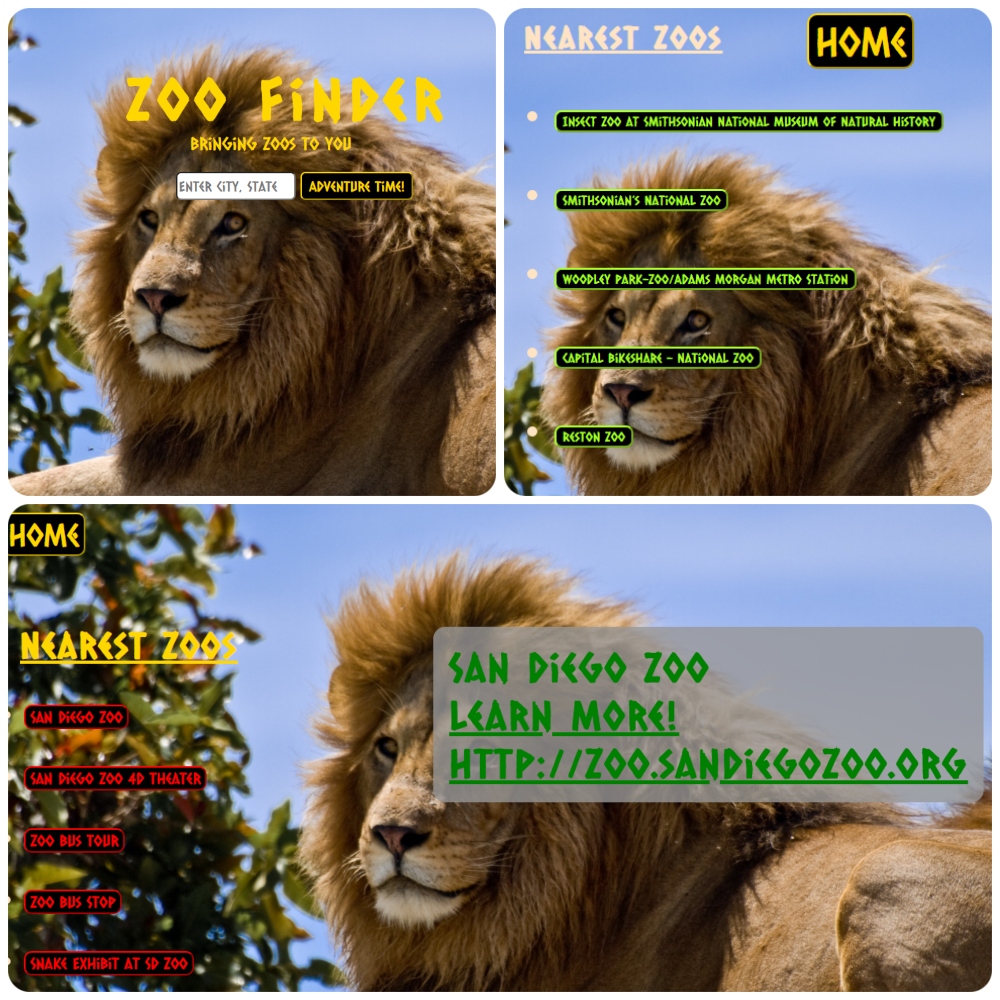 ZOO FINDER
BRINGING ZOOS TO YOU
ENTER CITY, STATE
ADVENTURE TIME!
NEAREST ZOOS
HOME
INSECT ZOO AT SMITHSONIAN NATIONAL MUSEUM OF NATURAL HISTORY
SMITHSONIAN'S NATIONAL ZOO
WOODLEY PARK-ZOO/ADAMS MORGAN METRO STATION
CAPITAL BIKESHARE - NATIONAL ZOO
RESTON ZOO
HOME
NEAREST ZOOS
SAN DIEGO ZOO
SAN DIEGO ZOO 4D THEATER
ZOO BUS TOUR
ZOO BUS STOP
SNAKE EXHIBIT AT SD ZOO
SAN DIEGO ZOO
LEARN MORE!
HTTP://ZOO.SANDIEGOZOO.ORG